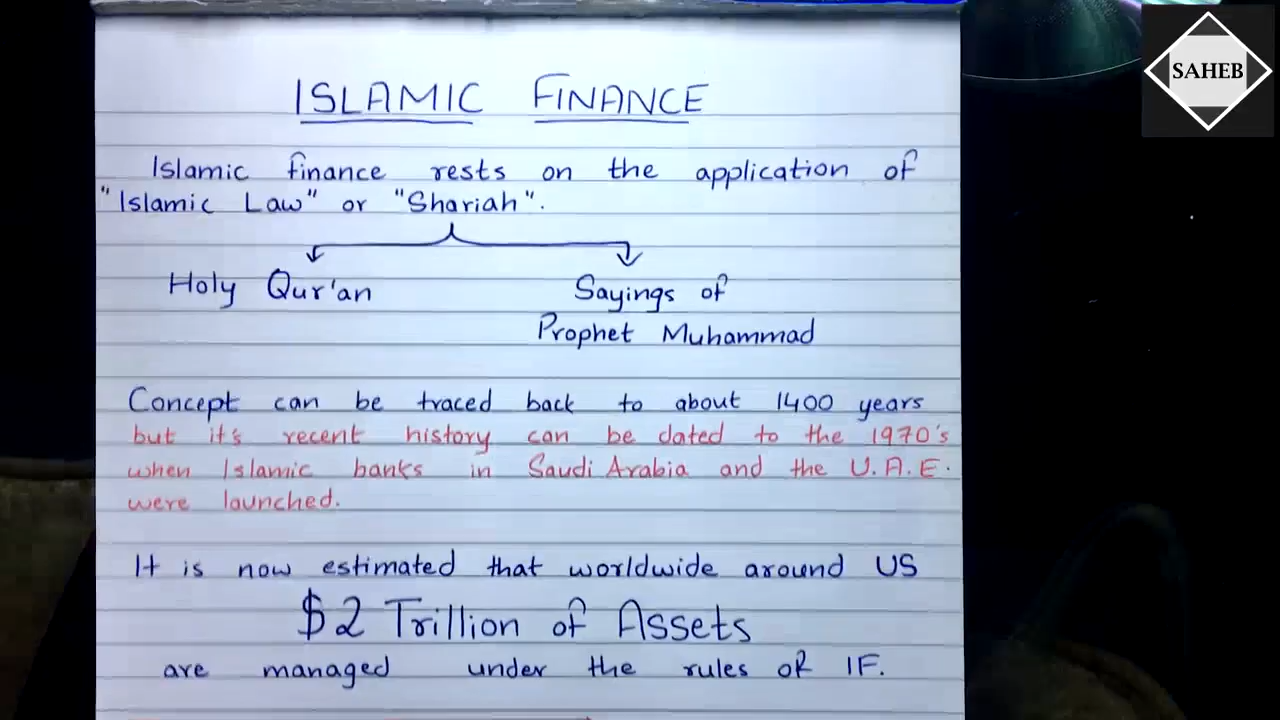 SAHEB
ISLAMIC FINANCE
Islamic finance rests on the application of
"Islamic Law" or "Shariah".
Holy Qur'an
Sayings of
Prophet Muhammad
Concept can be traced back to about 1400 years
but it's recent history can be dated to the 1970's
when Islamic banks in Saudi Arabia and the U.A.E.
were launched.
It is now estimated that worldwide around US
$2 Trillion of Assets
are managed under the rules of IF.